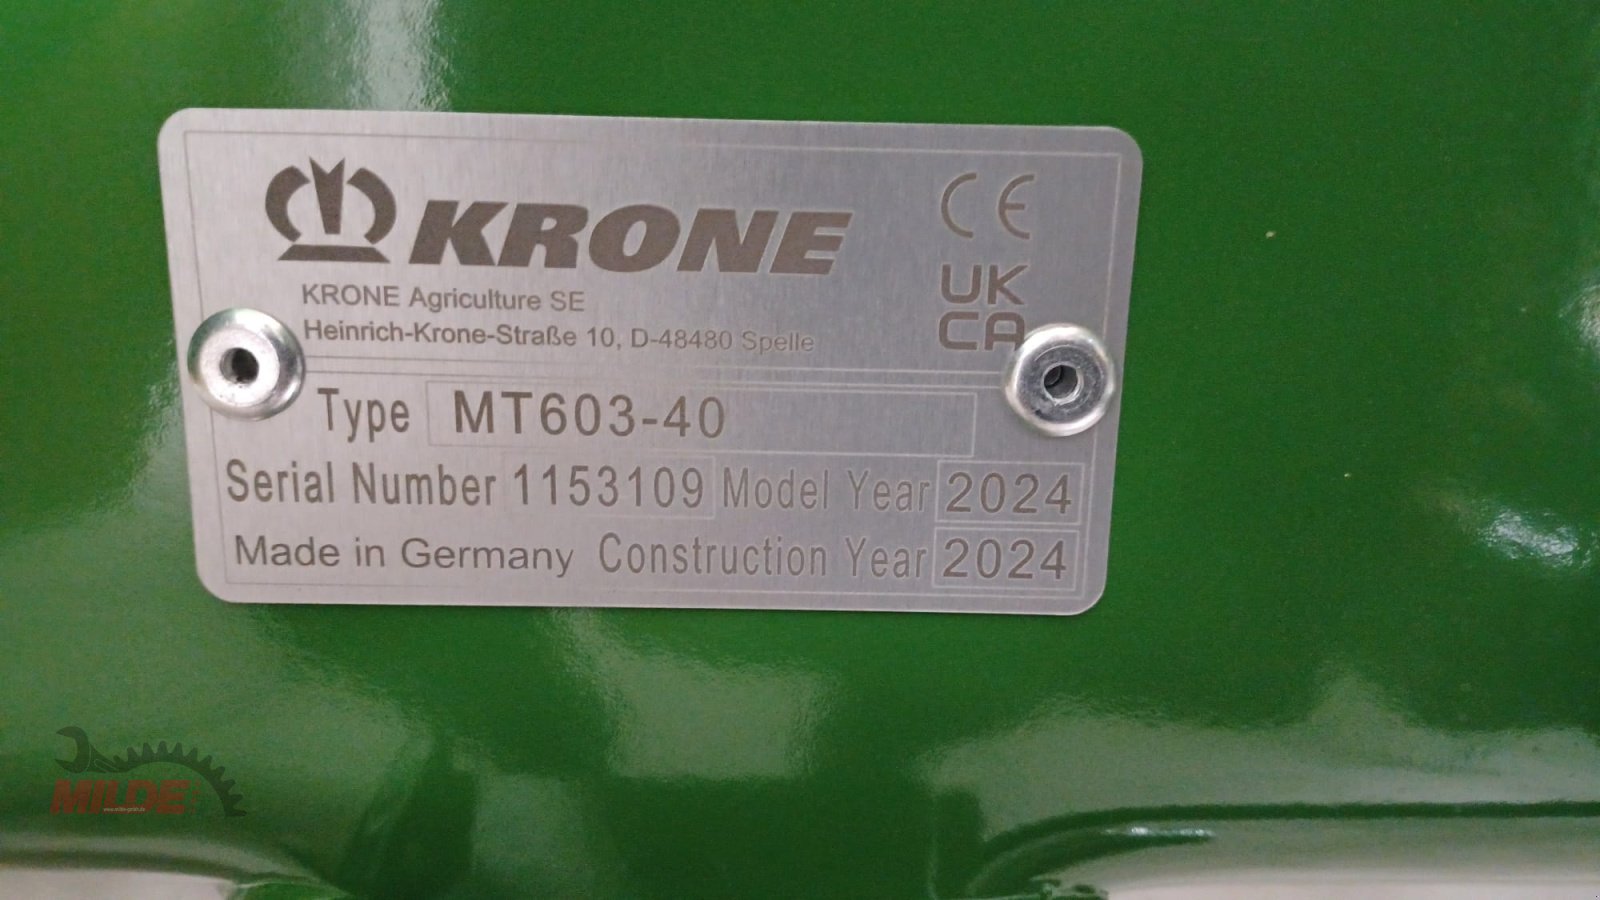 KRONE
CE
UK
CA
KRONE Agriculture SE
Heinrich-Krone-Straße 10, D-48480 Spelle
Type MT603-40
Serial Number 1153109 Model Year 2024
Made in Germany Construction Year 2024
MILDE